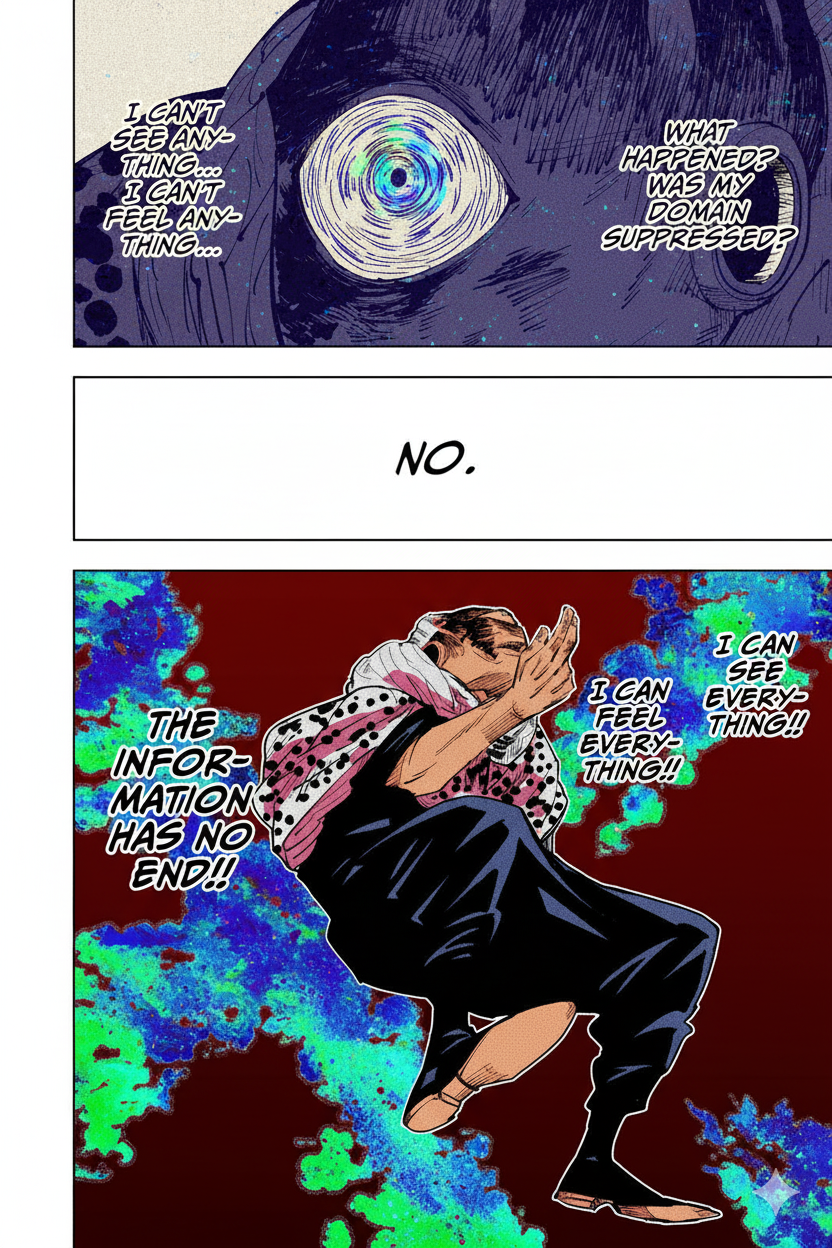 WHAT
HAPPENED?
WAS MY
DOMAIN
SUPPRESSED?
I CAN'T
SEE ANY-
THING...
I CAN'T
FEEL ANY-
THING...
NO.
I CAN
SEE
EVERY-
THING!!
I CAN
FEEL
EVERY-
THING!!
THE
INFOR-
MATION
HAS NO
END!!